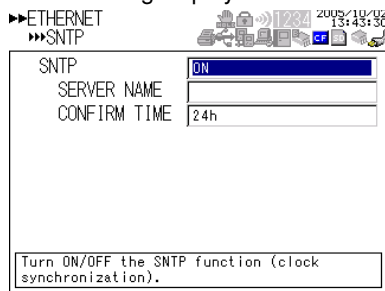 ▸▸ETHERNET
2005/10/02
▸▸▸SNTP
1234
13:43:30
CF
SD
SNTP
ON
SERVER NAME
CONFIRM TIME
24h
Turn ON/OFF the SNTP function (clock
synchronization).